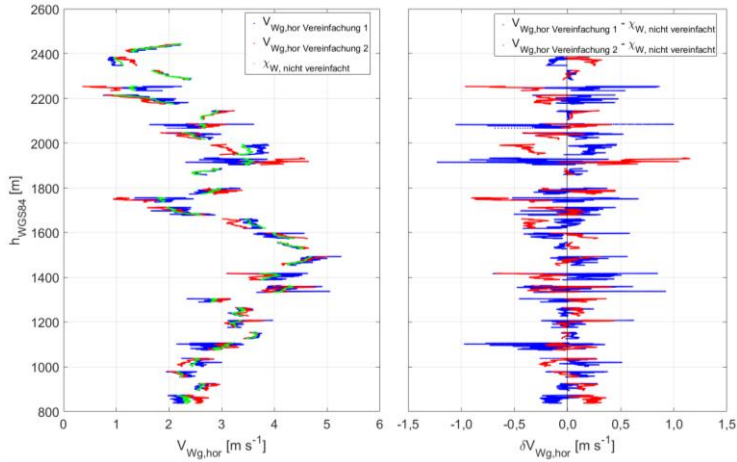 V_Wg,hor Vereinfachung 1
V_Wg,hor Vereinfachung 2
χ_W, nicht vereinfacht
V_Wg,hor Vereinfachung 1 - χ_W, nicht vereinfacht
V_Wg,hor Vereinfachung 2 - χ_W, nicht vereinfacht
2600
2400
2200
2000
1800
1600
1400
1200
1000
800
h_WGS84 [m]
0 1 2 3 4 5 6
-1,5 -1,0 -0,5 0,0 0,5 1,0 1,5
V_Wg,hor [m s⁻¹]
δV_Wg,hor [m s⁻¹]